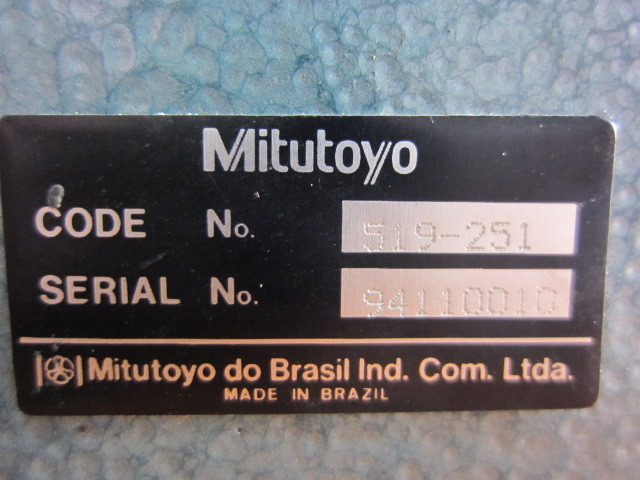 Mitutoyo
CODE No. 519-251
SERIAL No. 94110010
Mitutoyo do Brasil Ind. Com. Ltda.
MADE IN BRAZIL